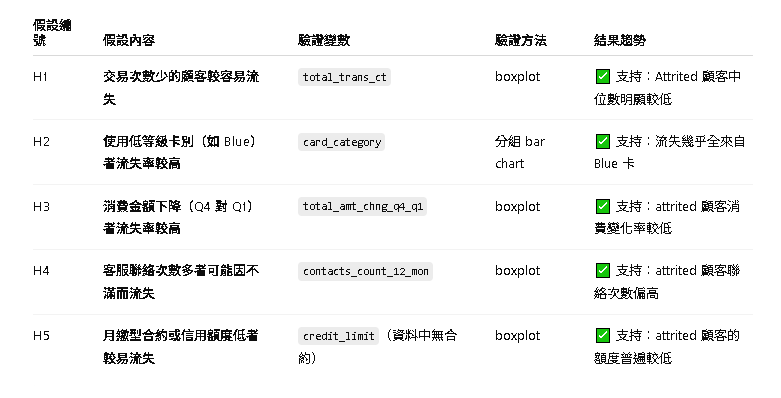 假設編號 假設內容 驗證變數 驗證方法 結果趨勢
H1 交易次數少的顧客較容易流失 total_trans_ct boxplot ✅ 支持：Attrited 顧客中位數明顯較低
H2 使用低等級卡別（如 Blue）者流失率較高 card_category 分組 bar chart ✅ 支持：流失幾乎全來自 Blue 卡
H3 消費金額下降（Q4 對 Q1）者流失率較高 total_amt_chng_q4_q1 boxplot ✅ 支持：attrited 顧客消費變化率較低
H4 客服聯絡次數多者可能因不滿而流失 contacts_count_12_mon boxplot ✅ 支持：attrited 顧客聯絡次數偏高
H5 月繳型合約或信用額度低者較易流失 credit_limit（資料中無合約） boxplot ✅ 支持：attrited 顧客的額度普遍較低